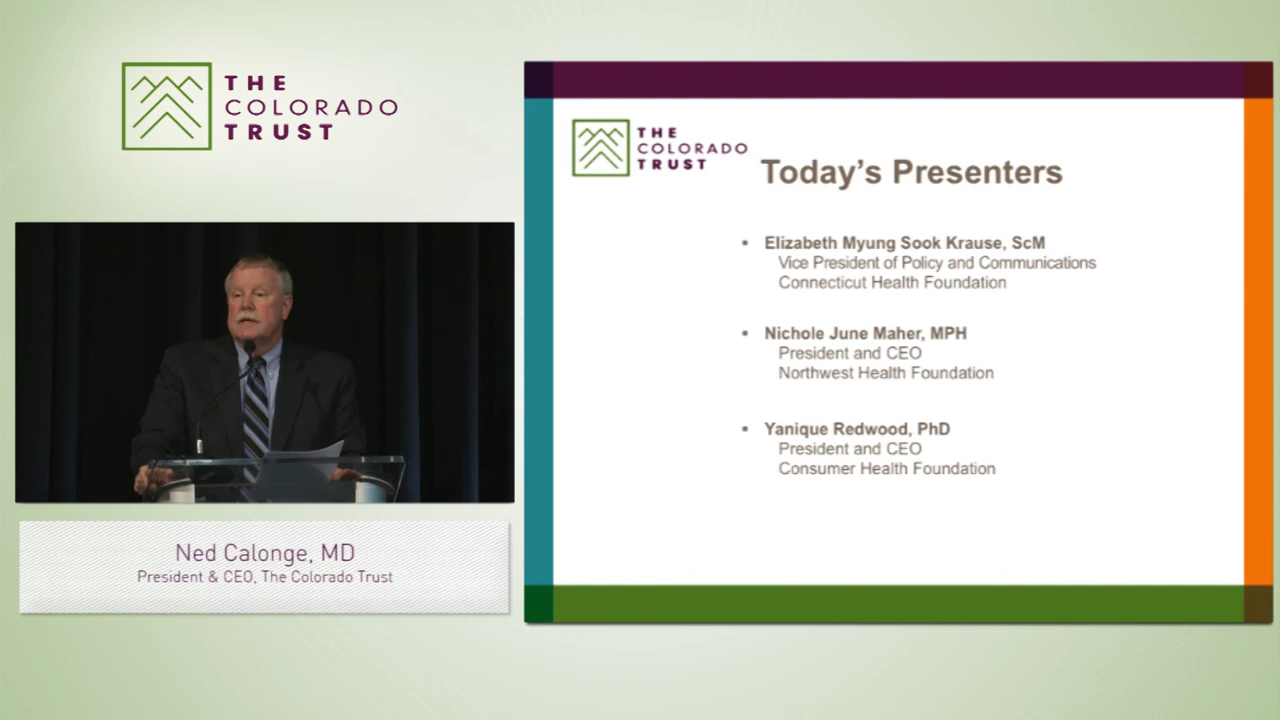 THE
COLORADO
TRUST
Ned Calonge, MD
President & CEO, The Colorado Trust
THE
COLORADO
TRUST
Today's Presenters
▪ Elizabeth Myung Sook Krause, ScM
Vice President of Policy and Communications
Connecticut Health Foundation
▪ Nichole June Maher, MPH
President and CEO
Northwest Health Foundation
▪ Yanique Redwood, PhD
President and CEO
Consumer Health Foundation